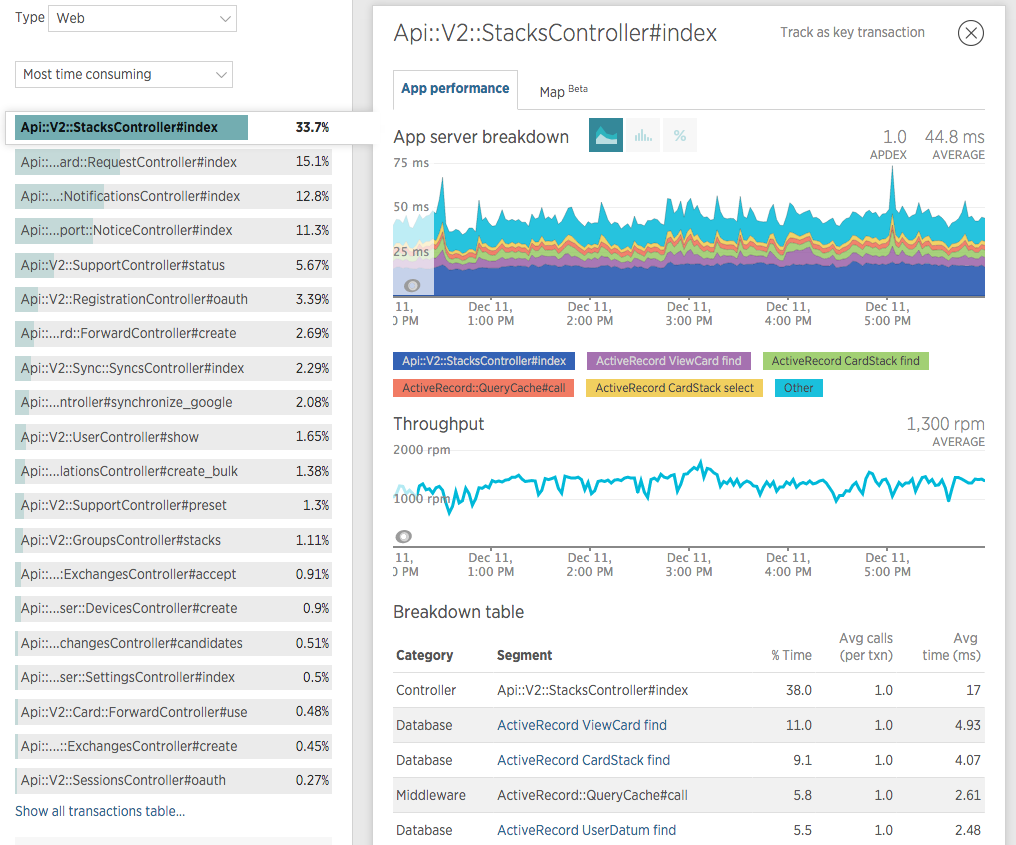 Type Web
Most time consuming
Api::V2::StacksController#index 33.7%
Api::...ard::RequestController#index 15.1%
Api::...:NotificationsController#index 12.8%
Api::...port::NoticeController#index 11.3%
Api::V2::SupportController#status 5.67%
Api::V2::RegistrationController#oauth 3.39%
Api::...rd::ForwardController#create 2.69%
Api::V2::Sync::SyncsController#index 2.29%
Api::...ntroller#synchronize_google 2.08%
Api::V2::UserController#show 1.65%
Api::...lationsController#create_bulk 1.38%
Api::V2::SupportController#preset 1.3%
Api::V2::GroupsController#stacks 1.11%
Api::...:ExchangesController#accept 0.91%
Api::...ser::DevicesController#create 0.9%
Api::...changesController#candidates 0.51%
Api::...ser::SettingsController#index 0.5%
Api::V2::Card::ForwardController#use 0.48%
Api::...::ExchangesController#create 0.45%
Api::V2::SessionsController#oauth 0.27%
Show all transactions table...
Api::V2::StacksController#index Track as key transaction
App performance Map Beta
App server breakdown % 1.0 44.8 ms
APDEX AVERAGE
75 ms
50 ms
25 ms
11, Dec 11, Dec 11, Dec 11, Dec 11, Dec 11,
0 PM 1:00 PM 2:00 PM 3:00 PM 4:00 PM 5:00 PM
Api::V2::StacksController#index ActiveRecord ViewCard find ActiveRecord CardStack find
ActiveRecord::QueryCache#call ActiveRecord CardStack select Other
Throughput 1,300 rpm
AVERAGE
2000 rpm
1000 rpm
11, Dec 11, Dec 11, Dec 11, Dec 11, Dec 11,
0 PM 1:00 PM 2:00 PM 3:00 PM 4:00 PM 5:00 PM
Breakdown table
Category Segment % Time Avg calls (per txn) Avg time (ms)
Controller Api::V2::StacksController#index 38.0 1.0 17
Database ActiveRecord ViewCard find 11.0 1.0 4.93
Database ActiveRecord CardStack find 9.1 1.0 4.07
Middleware ActiveRecord::QueryCache#call 5.8 1.0 2.61
Database ActiveRecord UserDatum find 5.5 1.0 2.48